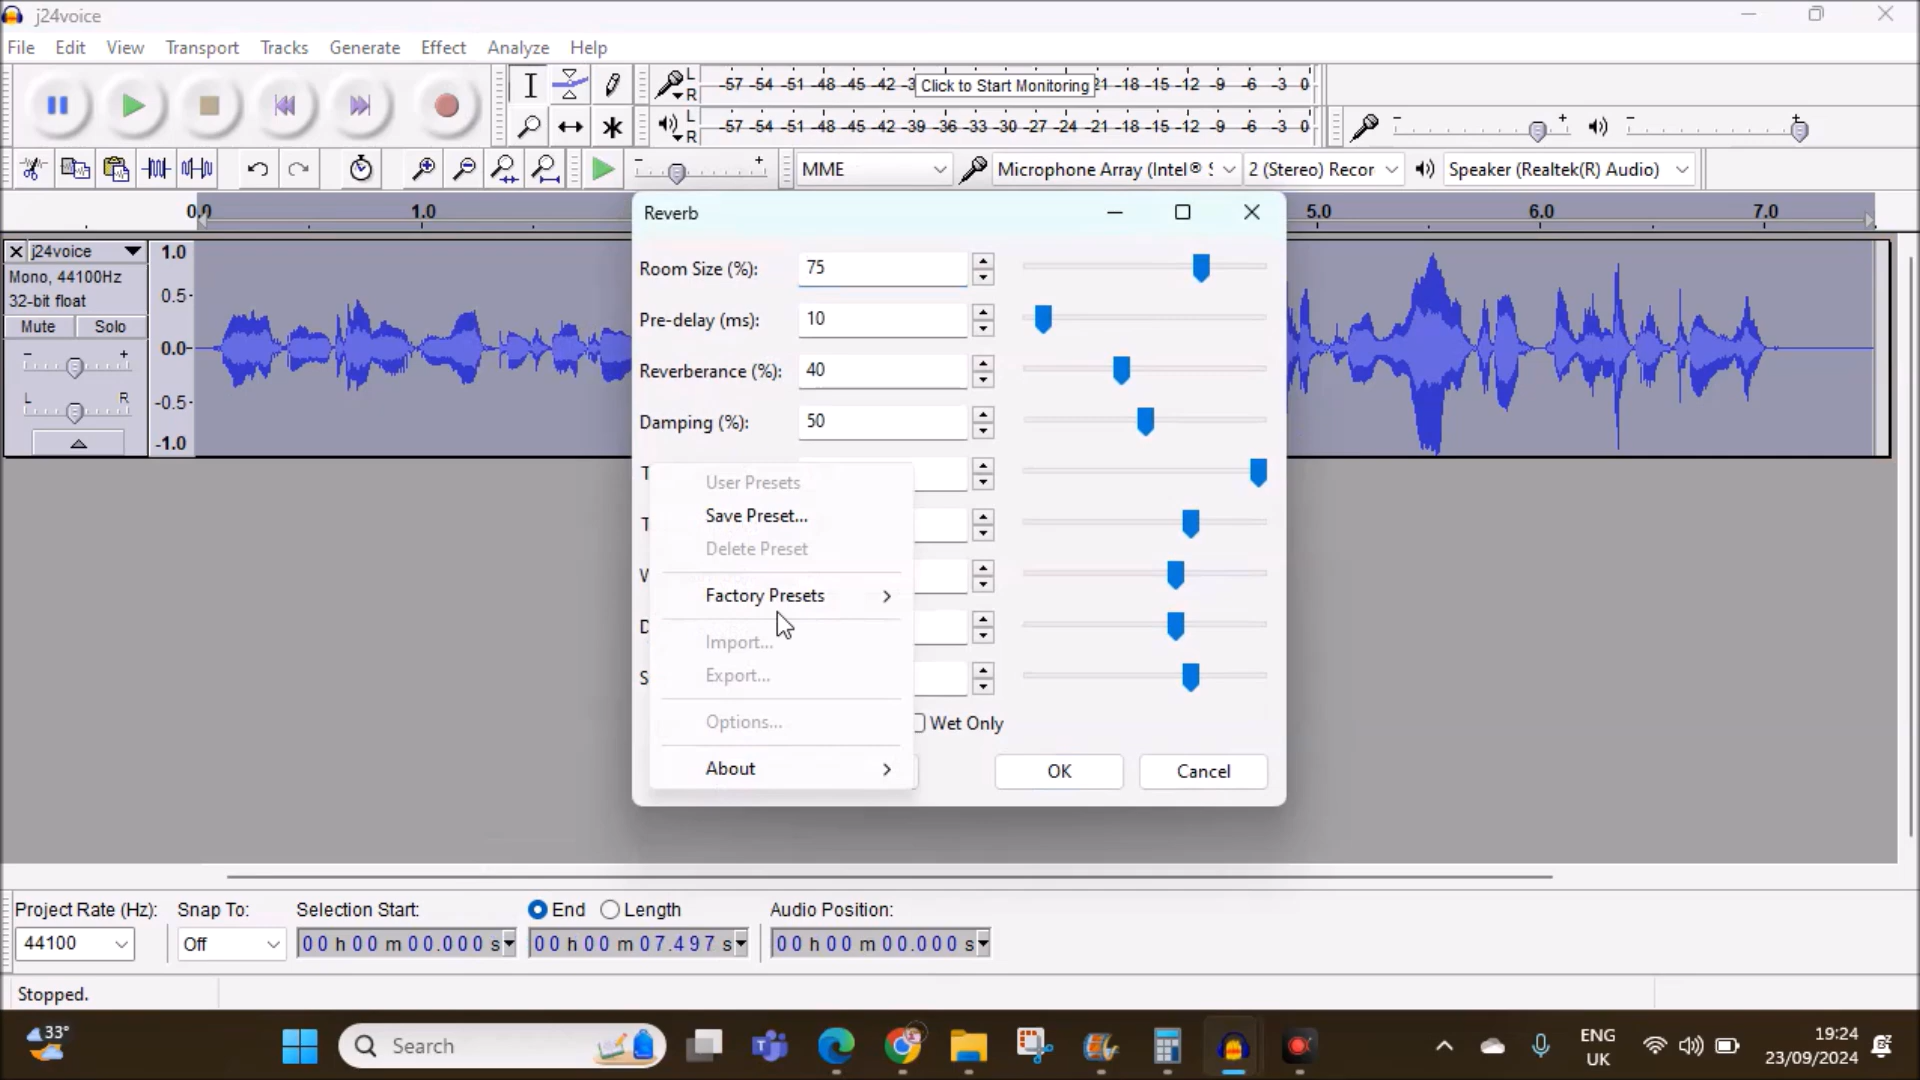 j24voice
File Edit View Transport Tracks Generate Effect Analyze Help
L R -57 -54 -51 -48 -45 -42 -3 Click to Start Monitoring 21 -18 -15 -12 -9 -6 -3 0
L R -57 -54 -51 -48 -45 -42 -39 -36 -33 -30 -27 -24 -21 -18 -15 -12 -9 -6 -3 0
MME Microphone Array (Intel® 2 (Stereo) Recor Speaker (Realtek(R) Audio)
0.0 1.0 5.0 6.0 7.0
Reverb
j24voice
Mono, 44100Hz
32-bit float
Mute Solo
L R
1.0
0.5
0.0
-0.5
-1.0
Room Size (%): 75
Pre-delay (ms): 10
Reverberance (%): 40
Damping (%): 50
T
T
D
S
User Presets
Save Preset...
Delete Preset
Factory Presets
Import...
Export...
Options...
About
Wet Only
OK Cancel
Project Rate (Hz): Snap To: Selection Start: End Length Audio Position:
44100 Off 00 h 00 m 00.000 s 00 h 00 m 07.497 s 00 h 00 m 00.000 s
Stopped.
33°
Search
ENG
UK
19:24
23/09/2024